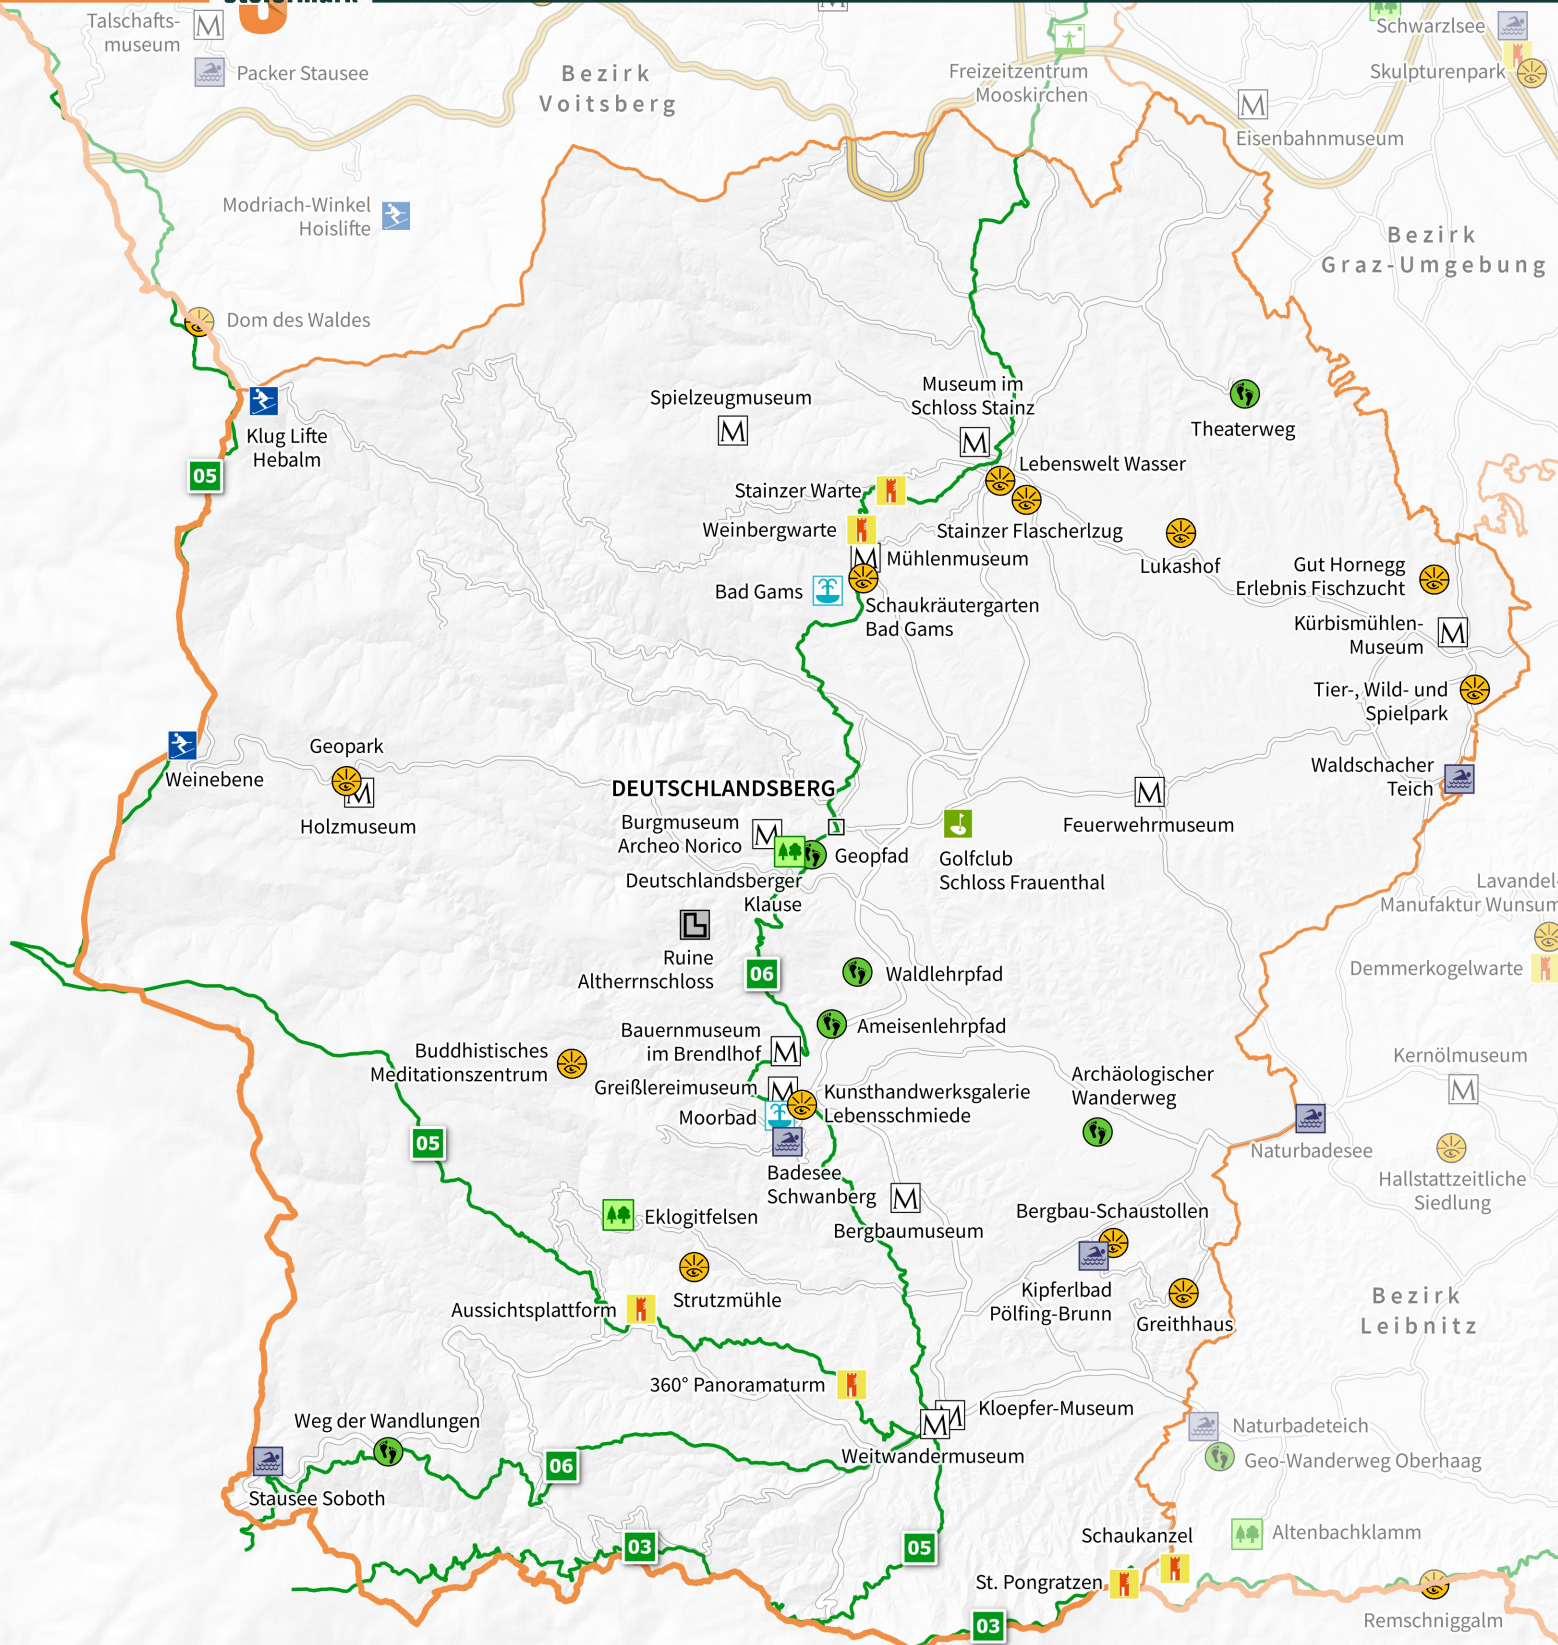 Steiermark
Talschafts-
museum
Packer Stausee
Bezirk
Voitsberg
Freizeitzentrum
Mooskirchen
Schwarzlsee
Skulpturenpark
Eisenbahnmuseum
Modriach-Winkel
Hoislifte
Bezirk
Graz-Umgebung
Dom des Waldes
Klug Lifte
Hebalm
05
Spielzeugmuseum
M
Museum im
Schloss Stainz
Theaterweg
Lebenswelt Wasser
Stainzer Warte
Weinbergwarte
Stainzer Flascherlzug
Mühlenmuseum
Lukashof
Gut Hornegg
Erlebnis Fischzucht
Bad Gams
Schaukräutergarten
Bad Gams
Kürbismühlen-
Museum
Tier-, Wild- und
Spielpark
Geopark
Weinebene
Holzmuseum
Waldschacher
Teich
DEUTSCHLANDSBERG
Burgmuseum
Archeo Norico
Geopfad
Feuerwehrmuseum
Golfclub
Schloss Frauenthal
Deutschlandsberger
Klause
Lavandel-
Manufaktur Wunsum
Ruine
Altherrnschloss
06
Waldlehrpfad
Demmerkogelwarte
Ameisenlehrpfad
Bauernmuseum
im Brendlhof
Buddhistisches
Meditationszentrum
Greißlereimuseum
Kunsthandwerksgalerie
Lebensschmiede
Moorbad
Archäologischer
Wanderweg
Kernölmuseum
05
Naturbadesee
Badesee
Schwanberg
Hallstattzeitliche
Siedlung
Eklogitfelsen
Bergbaumuseum
Bergbau-Schaustollen
Strutzmühle
Aussichtsplattform
Kipferlbad
Pölfing-Brunn
Greithhaus
Bezirk
Leibnitz
360° Panoramaturm
Kloepfer-Museum
Weg der Wandlungen
Weitwandermuseum
Naturbadeteich
Geo-Wanderweg Oberhaag
06
Stausee Soboth
03
05
Schaukanzel
Altenbachklamm
St. Pongratzen
03
Remschniggalm